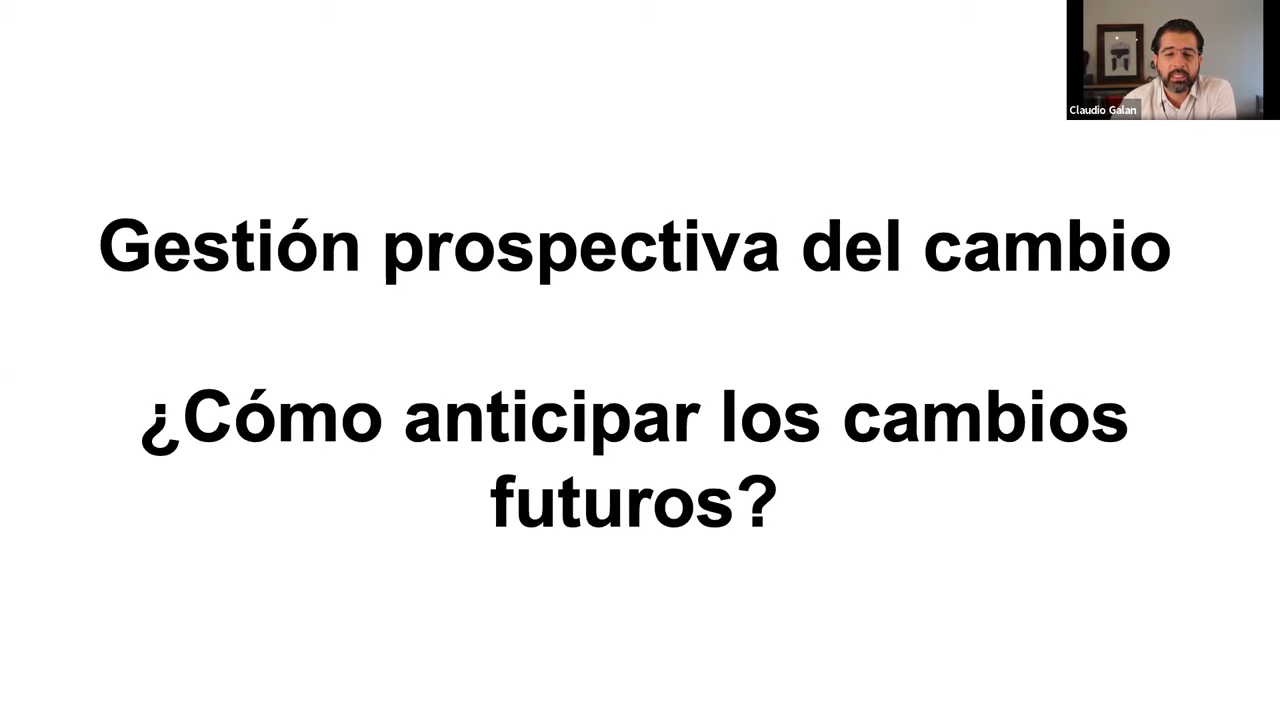 Claudio Galan
Gestión prospectiva del cambio
¿Cómo anticipar los cambios
futuros?